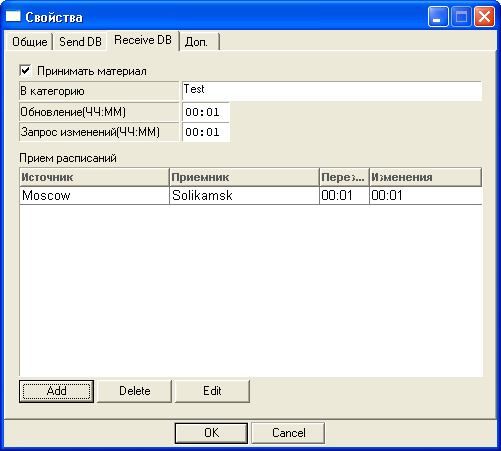 Свойства
Общие Send DB Receive DB Доп.
Принимать материал
В категорию Test
Обновление(ЧЧ:ММ) 00:01
Запрос изменений(ЧЧ:ММ) 00:01
Прием расписаний
Источник Приемник Перез... Изменения
Moscow Solikamsk 00:01 00:01
Add Delete Edit
OK Cancel